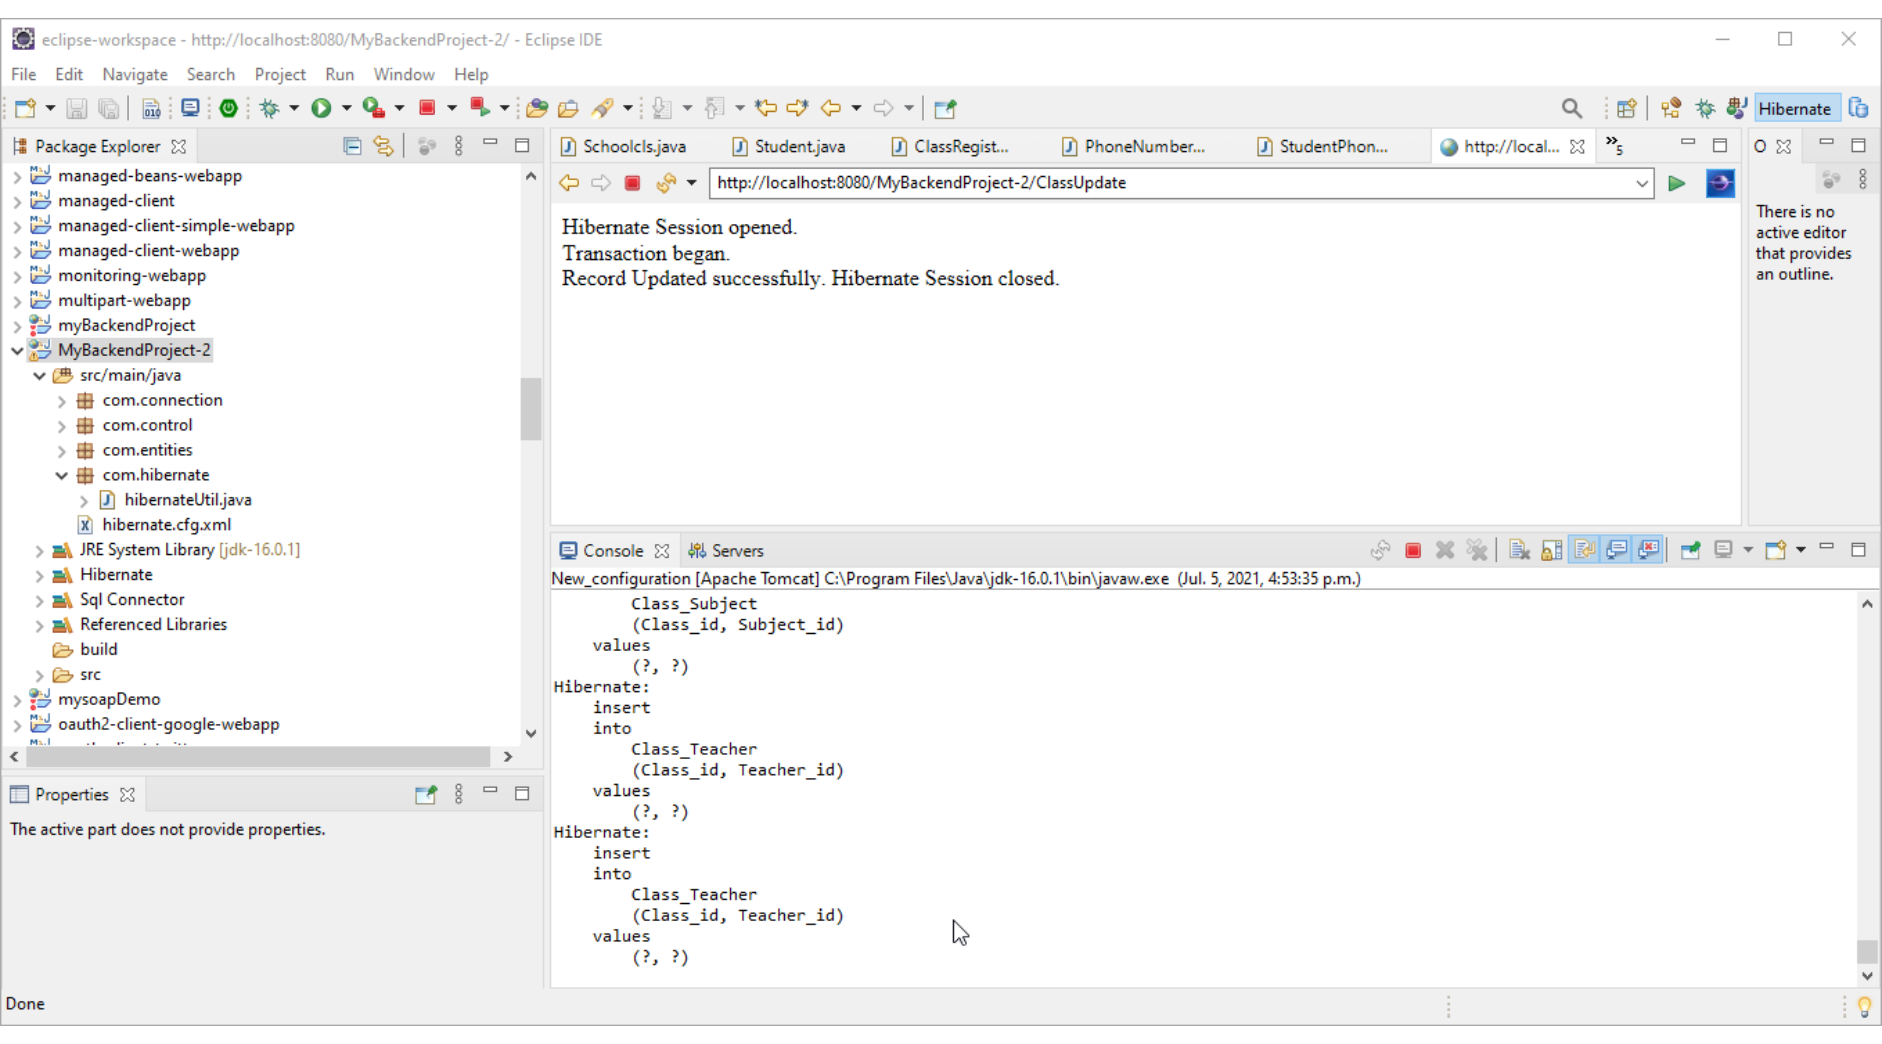 eclipse-workspace - http://localhost:8080/MyBackendProject-2/ - Eclipse IDE
File Edit Navigate Search Project Run Window Help
Hibernate
Package Explorer
managed-beans-webapp
managed-client
managed-client-simple-webapp
managed-client-webapp
monitoring-webapp
multipart-webapp
myBackendProject
MyBackendProject-2
src/main/java
com.connection
com.control
com.entities
com.hibernate
hibernateUtil.java
hibernate.cfg.xml
JRE System Library [jdk-16.0.1]
Hibernate
Sql Connector
Referenced Libraries
build
src
mysoapDemo
oauth2-client-google-webapp
Properties
The active part does not provide properties.
Schoolcls.java Student.java ClassRegist... PhoneNumber... StudentPhon... http://local... »5
http://localhost:8080/MyBackendProject-2/ClassUpdate
Hibernate Session opened.
Transaction began.
Record Updated successfully. Hibernate Session closed.
O
There is no
active editor
that provides
an outline.
Console Servers
New_configuration [Apache Tomcat] C:\Program Files\Java\jdk-16.0.1\bin\javaw.exe (Jul. 5, 2021, 4:53:35 p.m.)
Class_Subject
(Class_id, Subject_id)
values
(?, ?)
Hibernate:
insert
into
Class_Teacher
(Class_id, Teacher_id)
values
(?, ?)
Hibernate:
insert
into
Class_Teacher
(Class_id, Teacher_id)
values
(?, ?)
Done